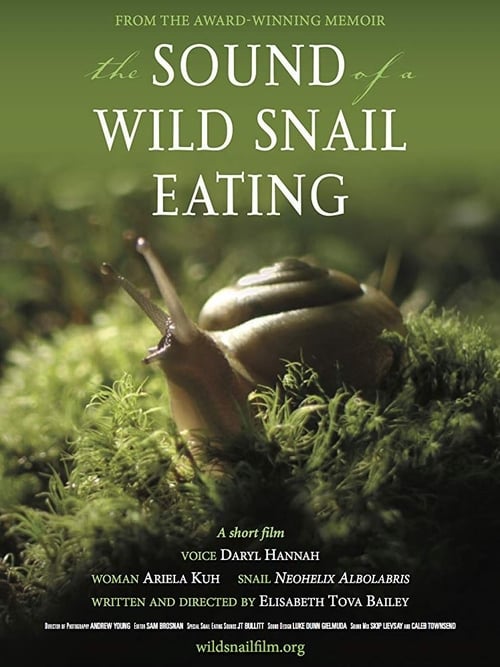 FROM THE AWARD-WINNING MEMOIR
the SOUND of a
WILD SNAIL
EATING
A short film
VOICE DARYL HANNAH
WOMAN ARIELA KUH SNAIL NEOHELIX ALBOLABRIS
WRITTEN AND DIRECTED BY ELISABETH TOVA BAILEY
DIRECTOR OF PHOTOGRAPHY ANDREW YOUNG EDITOR SAM BROSNAN SPECIAL SNAIL EATING SOUNDS JT BULLITT SOUND DESIGN LUKE DUNN GIELMUDA SOUND MIX SKIP LIEVSAY AND CALEB TOWNSEND
wildsnailfilm.org